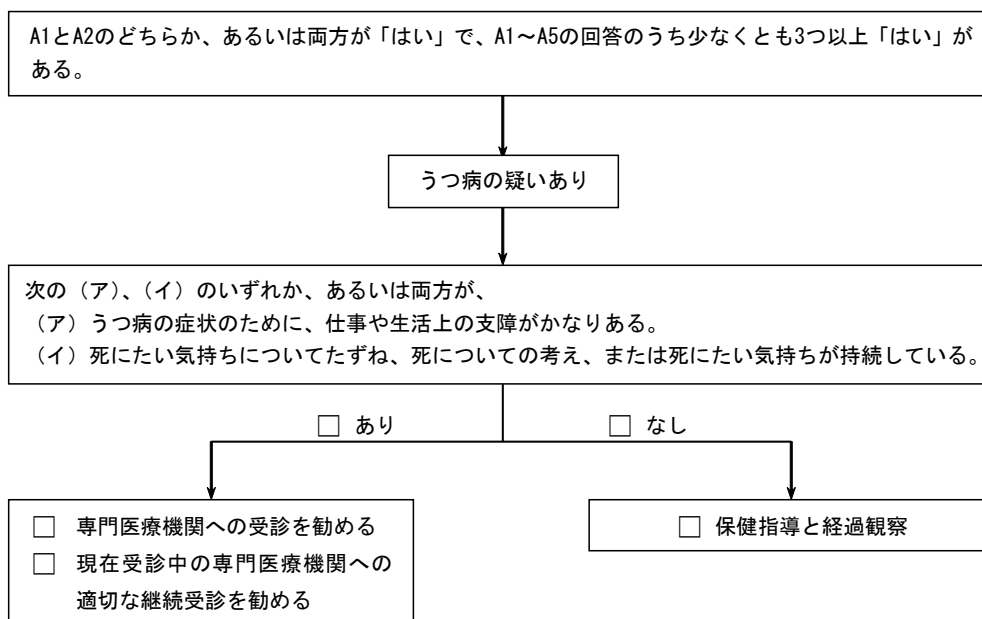 A1とA2のどちらか、あるいは両方が「はい」で、A1～A5の回答のうち少なくとも3つ以上「はい」が
ある。
うつ病の疑いあり
次の（ア）、（イ）のいずれか、あるいは両方が、
（ア）うつ病の症状のために、仕事や生活上の支障がかなりある。
（イ）死にたい気持ちについてたずね、死についての考え、または死にたい気持ちが持続している。
□ あり
□ なし
□ 専門医療機関への受診を勧める
□ 現在受診中の専門医療機関への
適切な継続受診を勧める
□ 保健指導と経過観察